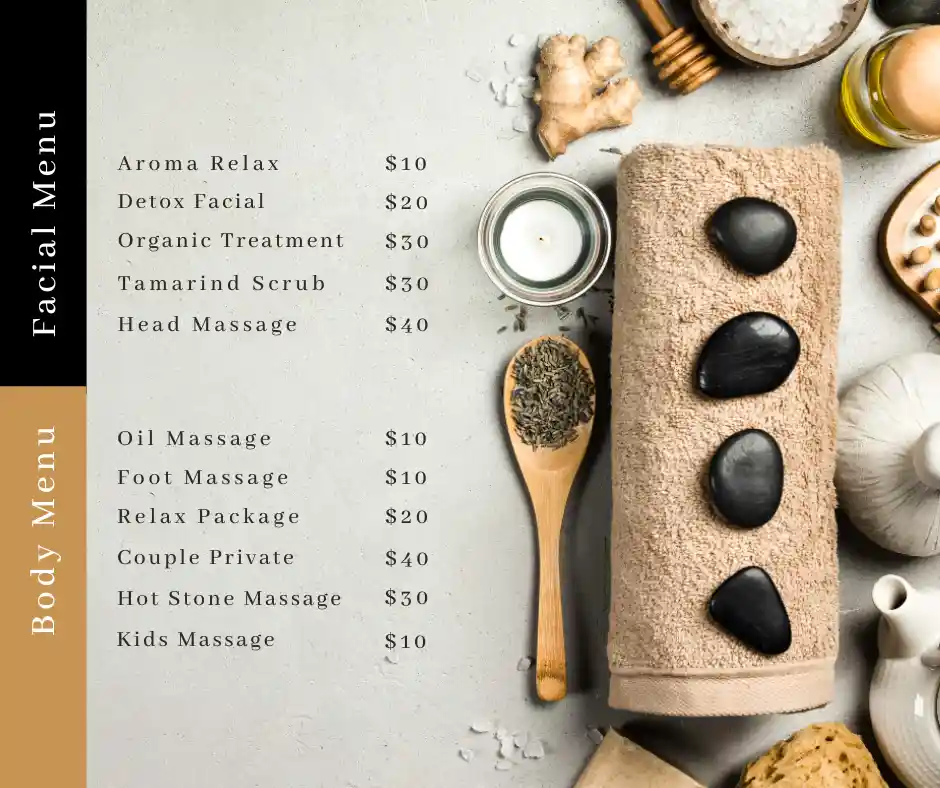 Facial Menu
Aroma Relax $10
Detox Facial $20
Organic Treatment $30
Tamarind Scrub $30
Head Massage $40
Body Menu
Oil Massage $10
Foot Massage $10
Relax Package $20
Couple Private $40
Hot Stone Massage $30
Kids Massage $10